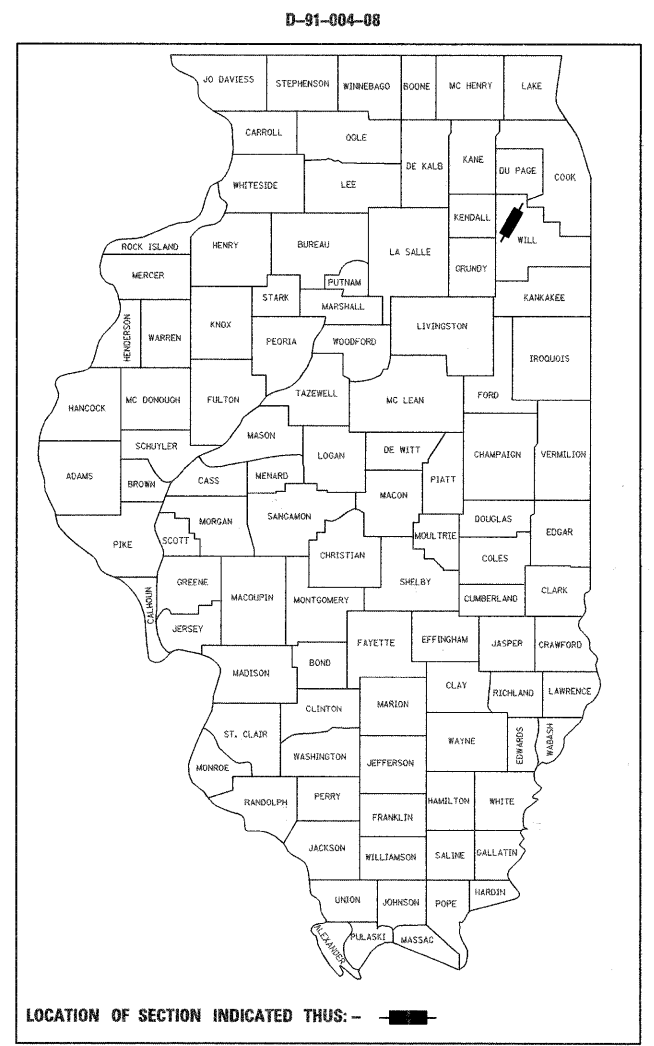 D-91-004-08
JO DAVIESS
STEPHENSON
WINNEBAGO
BOONE
MC HENRY
LAKE
CARROLL
OGLE
DE KALB
KANE
DU PAGE
COOK
WHITESIDE
LEE
KENDALL
WILL
ROCK ISLAND
HENRY
BUREAU
LA SALLE
GRUNDY
MERCER
PUTNAM
STARK
MARSHALL
KANKAKEE
HENDERSON
WARREN
KNOX
PEORIA
WOODFORD
LIVINGSTON
IROQUOIS
HANCOCK
MC DONOUGH
FULTON
TAZEWELL
MC LEAN
FORD
SCHUYLER
MASON
LOGAN
DE WITT
CHAMPAIGN
VERMILION
ADAMS
BROWN
CASS
MENARD
MACON
PIATT
PIKE
SCOTT
MORGAN
SANGAMON
CHRISTIAN
MOULTRIE
DOUGLAS
COLES
EDGAR
CALHOUN
GREENE
MACOUPIN
MONTGOMERY
SHELBY
CUMBERLAND
CLARK
JERSEY
FAYETTE
EFFINGHAM
JASPER
CRAWFORD
MADISON
BOND
CLAY
RICHLAND
LAWRENCE
CLINTON
MARION
ST. CLAIR
WASHINGTON
WAYNE
EDWARDS
WABASH
MONROE
JEFFERSON
RANDOLPH
PERRY
HAMILTON
WHITE
FRANKLIN
JACKSON
WILLIAMSON
SALINE
GALLATIN
UNION
JOHNSON
POPE
HARDIN
ALEXANDER
PULASKI
MASSAC
LOCATION OF SECTION INDICATED THUS: -